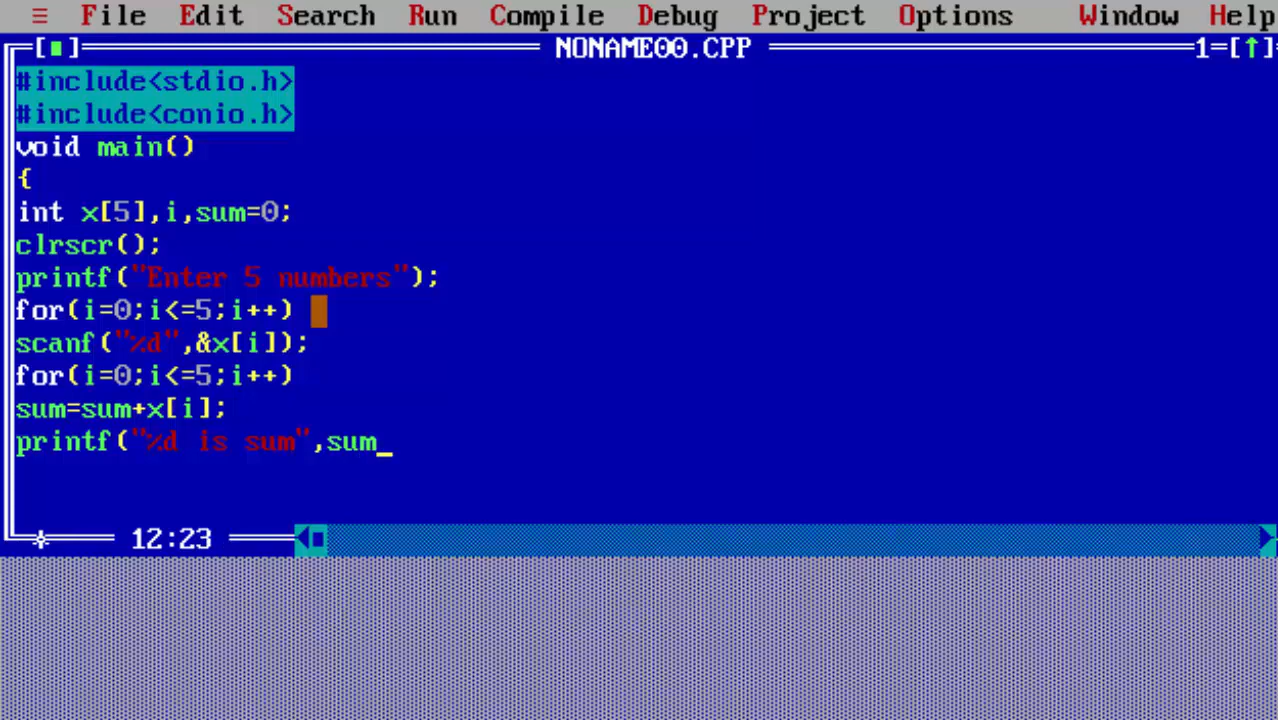 ≡ File Edit Search Run Compile Debug Project Options Window Help
[■] NONAME00.CPP 1=[↑]
#include<stdio.h>
#include<conio.h>
void main()
{
int x[5],i,sum=0;
clrscr();
printf("Enter 5 numbers");
for(i=0;i<=5;i++)
scanf("%d",&x[i]);
for(i=0;i<=5;i++)
sum=sum+x[i];
printf("%d is sum",sum_
12:23